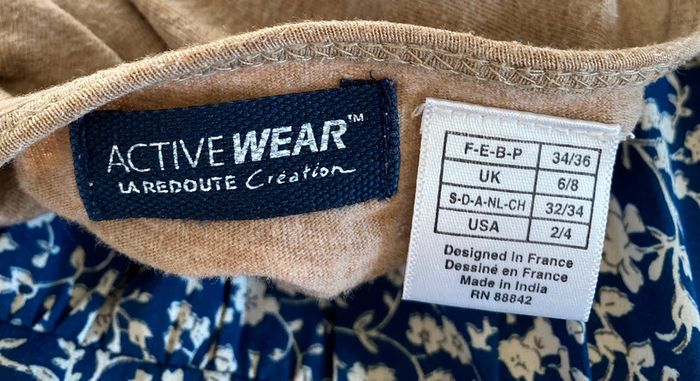 ACTIVE WEAR™
LA REDOUTE Création
F-E-B-P 34/36
UK 6/8
S-D-A-NL-CH 32/34
USA 2/4
Designed in France
Dessiné en France
Made in India
RN 88842